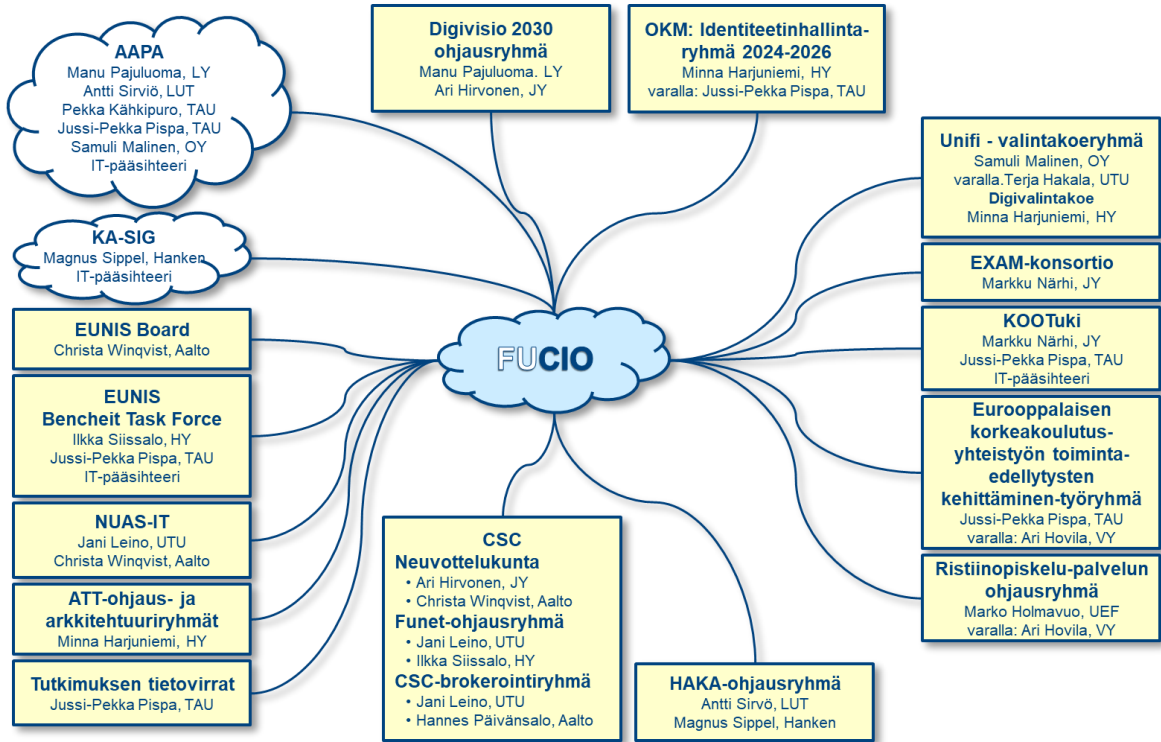 AAPA
Manu Pajuluoma, LY
Antti Sirviö, LUT
Pekka Kähkipuro, TAU
Jussi-Pekka Pispa, TAU
Samuli Malinen, OY
IT-pääsihteeri
Digivisio 2030
ohjausryhmä
Manu Pajuluoma. LY
Ari Hirvonen, JY
OKM: Identiteetinhallinta-
ryhmä 2024-2026
Minna Harjuniemi, HY
varalla: Jussi-Pekka Pispa, TAU
KA-SIG
Magnus Sippel, Hanken
IT-pääsihteeri
EUNIS Board
Christa Winqvist, Aalto
EUNIS
Bencheit Task Force
Ilkka Siissalo, HY
Jussi-Pekka Pispa, TAU
IT-pääsihteeri
NUAS-IT
Jani Leino, UTU
Christa Winqvist, Aalto
ATT-ohjaus- ja
arkkitehtuuriryhmät
Minna Harjuniemi, HY
Tutkimuksen tietovirrat
Jussi-Pekka Pispa, TAU
FUCIO
CSC
Neuvottelukunta
• Ari Hirvonen, JY
• Christa Winqvist, Aalto
Funet-ohjausryhmä
• Jani Leino, UTU
• Ilkka Siissalo, HY
CSC-brokerointiryhmä
• Jani Leino, UTU
• Hannes Päivänsalo, Aalto
HAKA-ohjausryhmä
Antti Sirvö, LUT
Magnus Sippel, Hanken
Unifi - valintakoeryhmä
Samuli Malinen, OY
varalla.Terja Hakala, UTU
Digivalintakoe
Minna Harjuniemi, HY
EXAM-konsortio
Markku Närhi, JY
KOOTuki
Markku Närhi, JY
Jussi-Pekka Pispa, TAU
IT-pääsihteeri
Eurooppalaisen
korkeakoulutus-
yhteistyön toiminta-
edellytysten
kehittäminen-työryhmä
Jussi-Pekka Pispa, TAU
varalla: Ari Hovila, VY
Ristiinopiskelu-palvelun
ohjausryhmä
Marko Holmavuo, UEF
varalla: Ari Hovila, VY